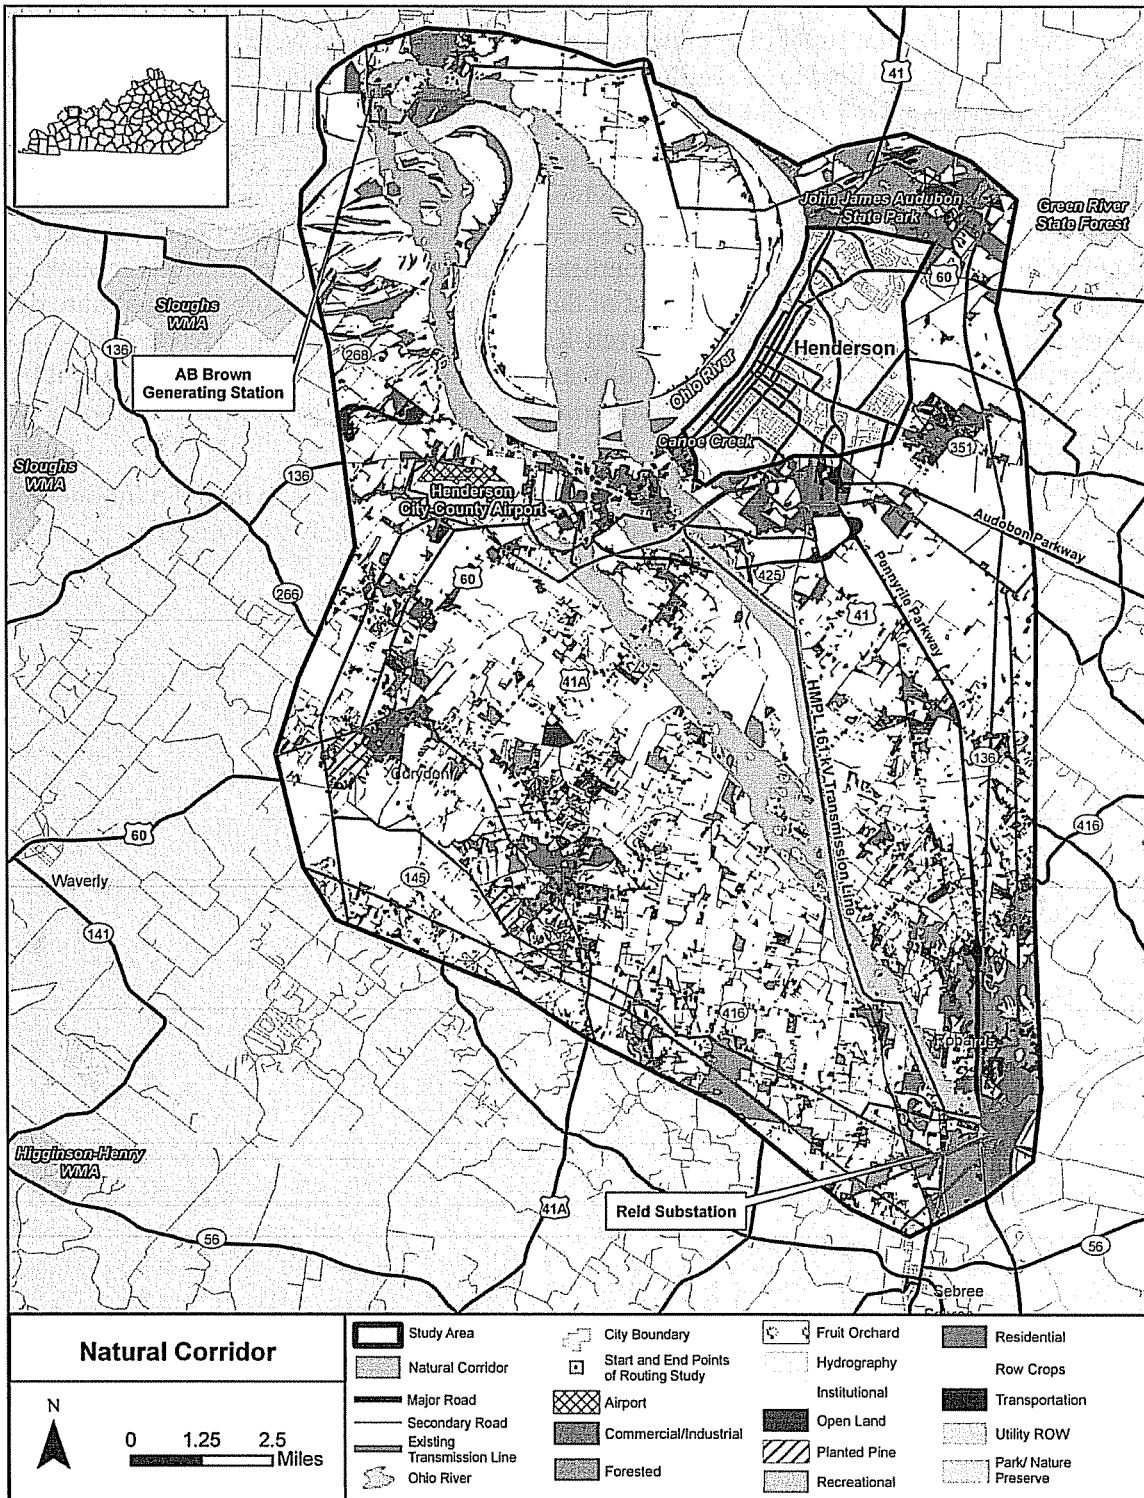 41
John James Audubon
State Park
Green River
State Forest
60
Sloughs
WMA
136
268
AB Brown
Generating Station
Henderson
Ohio River
Canoe Creek
351
Sloughs
WMA
136
Henderson
City-County Airport
Audobon Parkway
266
60
425
Pennyrile Parkway
41
41A
HMPL 161 kV Transmission Line
136
Corydon
60
416
Waverly
145
141
416
Robards
Higginson-Henry
WMA
Reid Substation
41A
56
56
Sebree
Natural Corridor
N
0 1.25 2.5
Miles
Study Area
Natural Corridor
Major Road
Secondary Road
Existing
Transmission Line
Ohio River
City Boundary
Start and End Points
of Routing Study
Airport
Commercial/Industrial
Forested
Fruit Orchard
Hydrography
Institutional
Open Land
Planted Pine
Recreational
Residential
Row Crops
Transportation
Utility ROW
Park/ Nature
Preserve